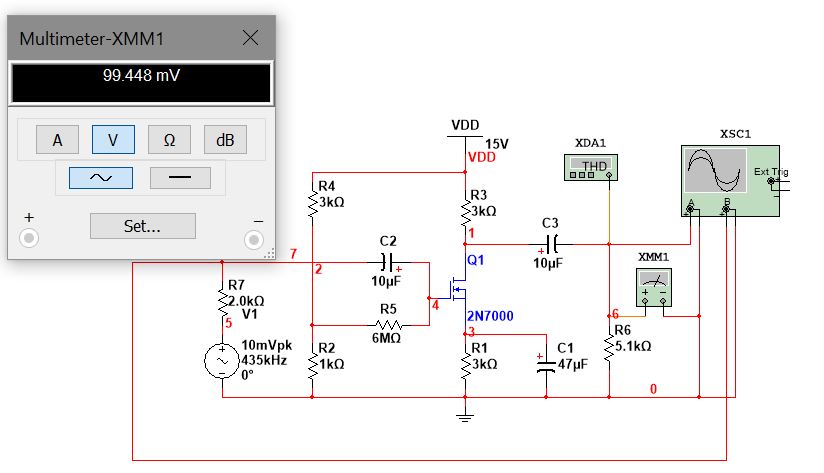 Multimeter-XMM1
99.448 mV
A V Ω dB
Set...
+
−
VDD
15V
VDD
XDA1
THD
XSC1
Ext Trig
A B
R4
3kΩ
R3
3kΩ
1
C3
10µF
XMM1
7
2
C2
10µF
Q1
2N7000
4
R5
6MΩ
R7
2.0kΩ
5
V1
10mVpk
435kHz
0°
R2
1kΩ
3
R1
3kΩ
C1
47µF
6
R6
5.1kΩ
0